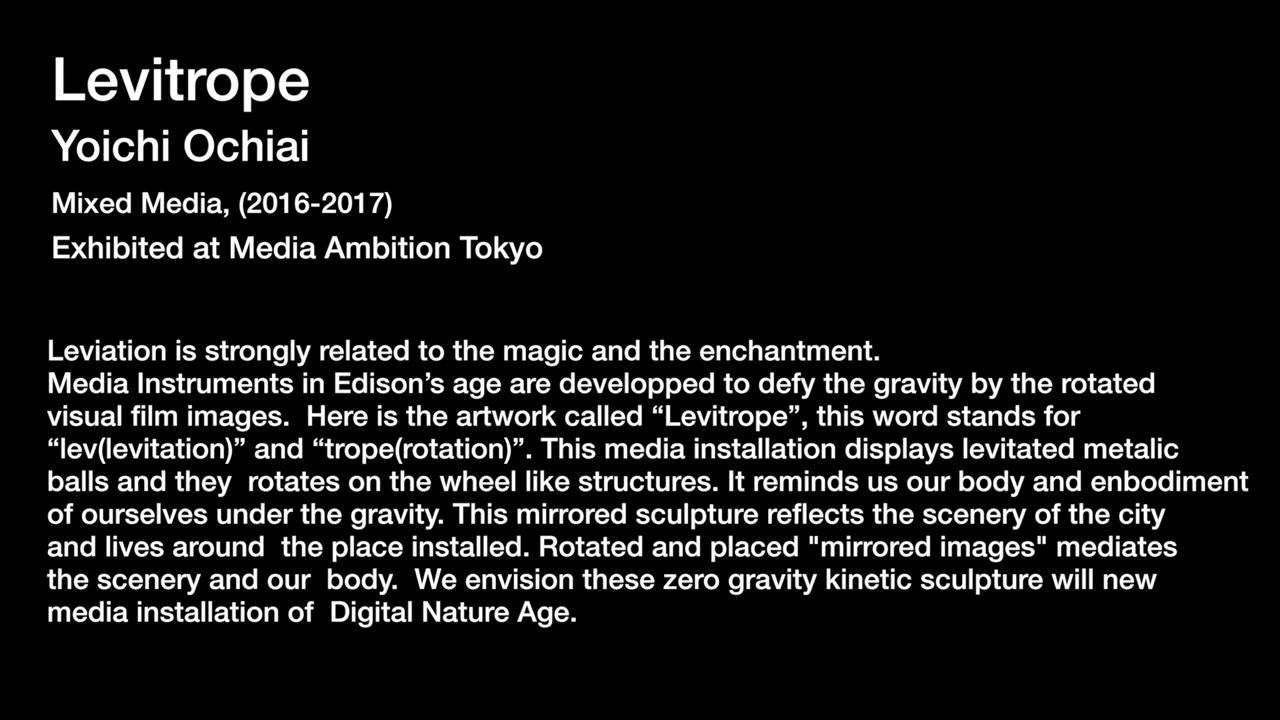 Levitrope
Yoichi Ochiai
Mixed Media, (2016-2017)
Exhibited at Media Ambition Tokyo
Leviation is strongly related to the magic and the enchantment.
Media Instruments in Edison’s age are developped to defy the gravity by the rotated
visual film images.  Here is the artwork called “Levitrope”, this word stands for
“lev(levitation)” and “trope(rotation)”. This media installation displays levitated metalic
balls and they  rotates on the wheel like structures. It reminds us our body and enbodiment
of ourselves under the gravity. This mirrored sculpture reflects the scenery of the city
and lives around  the place installed. Rotated and placed "mirrored images" mediates
the scenery and our  body.  We envision these zero gravity kinetic sculpture will new
media installation of  Digital Nature Age.